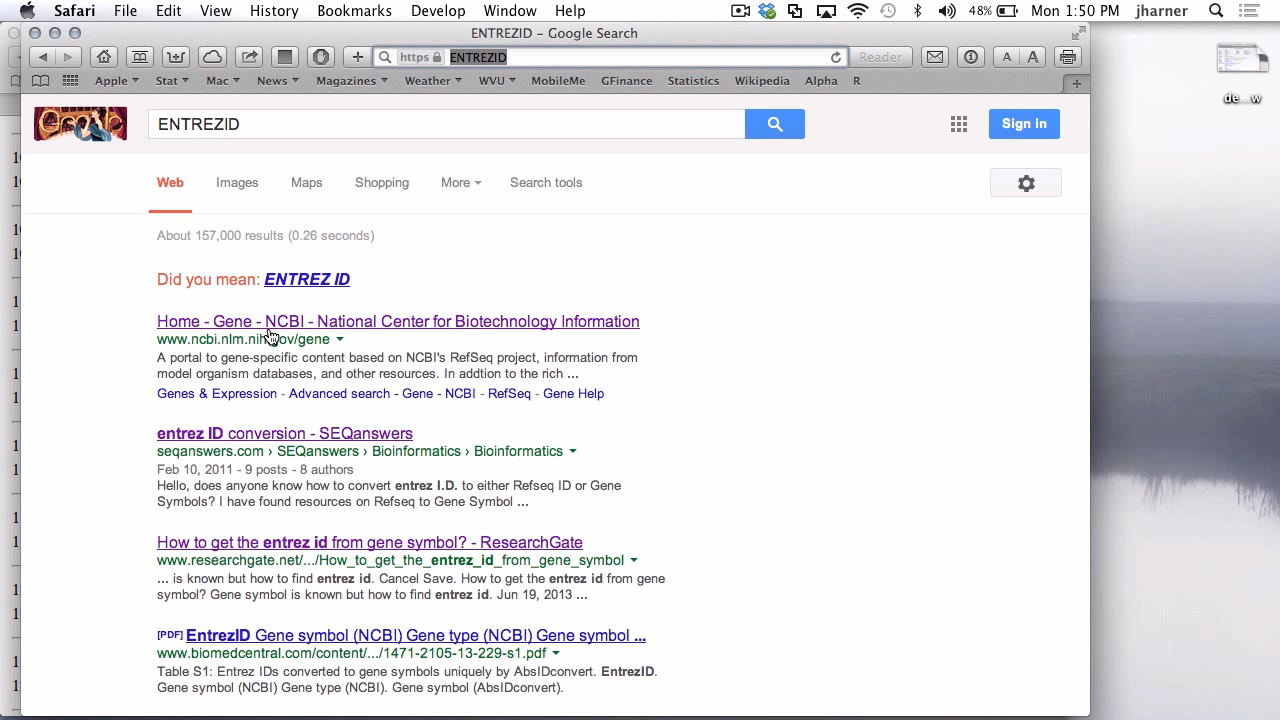 Safari File Edit View History Bookmarks Develop Window Help 48% Mon 1:50 PM jharner
ENTREZID – Google Search
https ENTREZID Reader A A
Apple Stat Mac News Magazines Weather WVU MobileMe GFinance Statistics Wikipedia Alpha R
de...w
Google ENTREZID Sign in
Web Images Maps Shopping More Search tools
About 157,000 results (0.26 seconds)
Did you mean: ENTREZ ID
Home - Gene - NCBI - National Center for Biotechnology Information
www.ncbi.nlm.nih.gov/gene
A portal to gene-specific content based on NCBI's RefSeq project, information from
model organism databases, and other resources. In addtion to the rich ...
Genes & Expression - Advanced search - Gene - NCBI - RefSeq - Gene Help
entrez ID conversion - SEQanswers
seqanswers.com › SEQanswers › Bioinformatics › Bioinformatics
Feb 10, 2011 - 9 posts - 8 authors
Hello, does anyone know how to convert entrez I.D. to either Refseq ID or Gene
Symbols? I have found resources on Refseq to Gene Symbol ...
How to get the entrez id from gene symbol? - ResearchGate
www.researchgate.net/.../How_to_get_the_entrez_id_from_gene_symbol
... is known but how to find entrez id. Cancel Save. How to get the entrez id from gene
symbol? Gene symbol is known but how to find entrez id. Jun 19, 2013 ...
[PDF] EntrezID Gene symbol (NCBI) Gene type (NCBI) Gene symbol ...
www.biomedcentral.com/content/.../1471-2105-13-229-s1.pdf
Table S1: Entrez IDs converted to gene symbols uniquely by AbsIDconvert. EntrezID.
Gene symbol (NCBI) Gene type (NCBI). Gene symbol (AbsIDconvert).